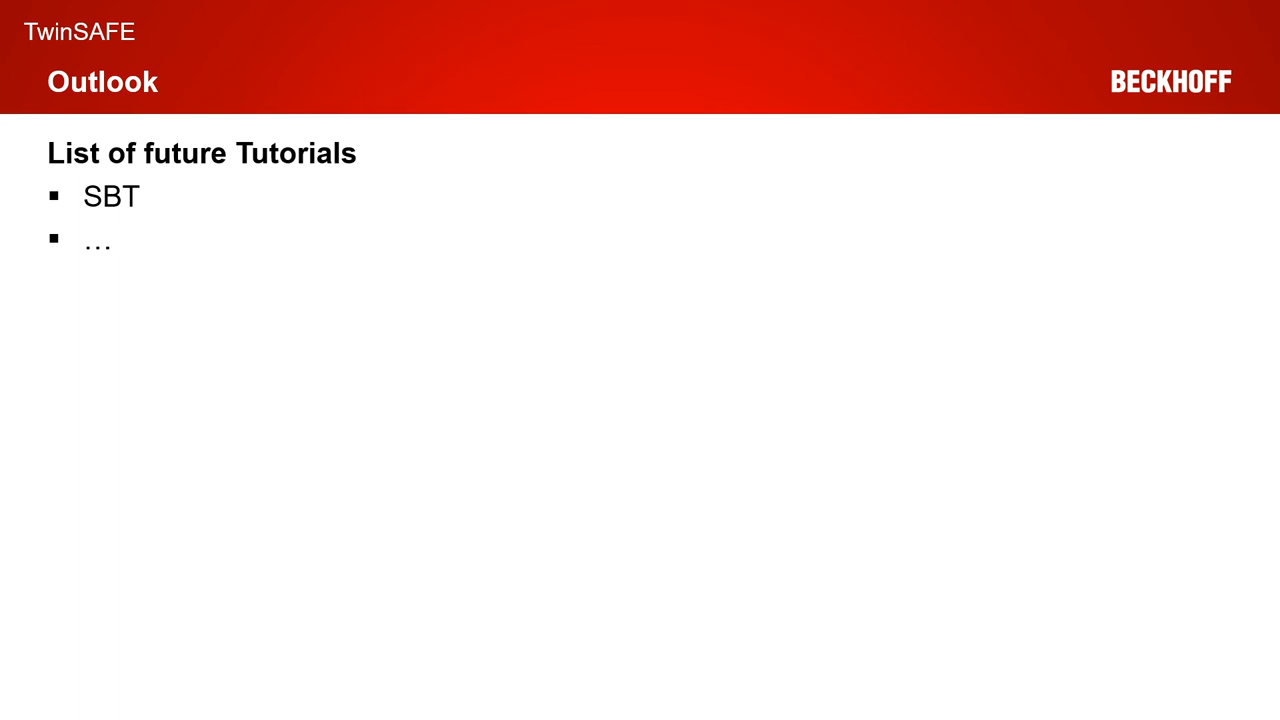 TwinSAFE
Outlook
BECKHOFF
List of future Tutorials
▪ SBT
▪ …